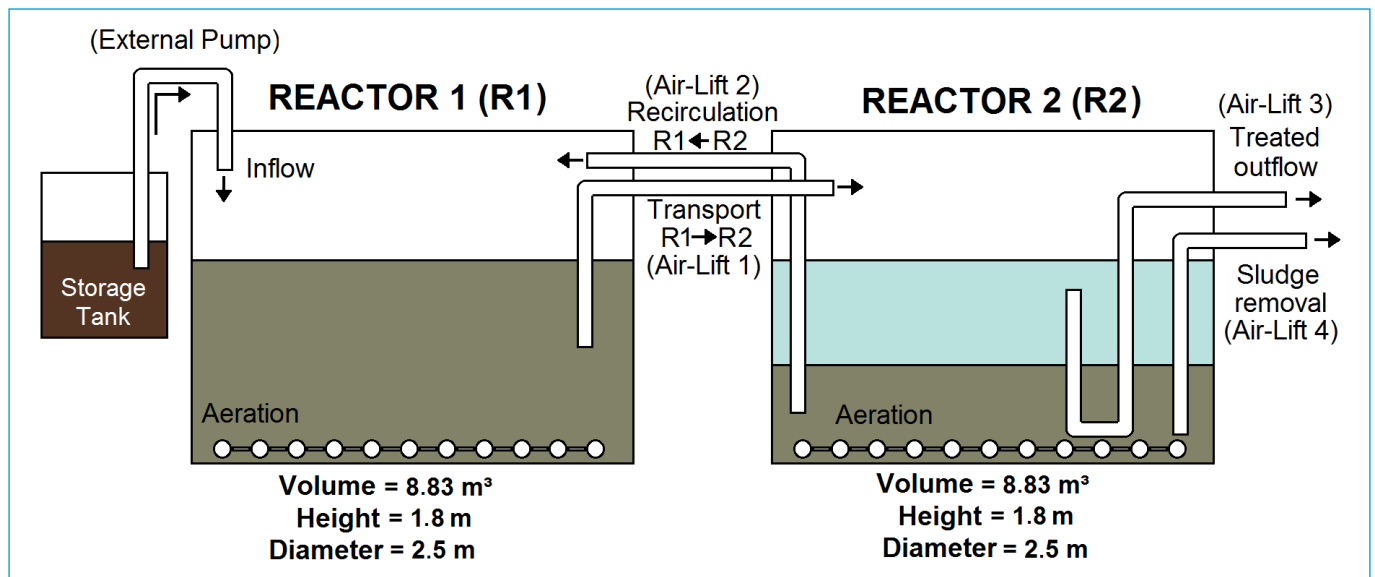 (External Pump)
REACTOR 1 (R1)
Inflow
Storage
Tank
Aeration
Volume = 8.83 m³
Height = 1.8 m
Diameter = 2.5 m
(Air-Lift 2)
Recirculation
R1 ← R2
Transport
R1 → R2
(Air-Lift 1)
REACTOR 2 (R2)
(Air-Lift 3)
Treated
outflow
Sludge
removal
(Air-Lift 4)
Aeration
Volume = 8.83 m³
Height = 1.8 m
Diameter = 2.5 m